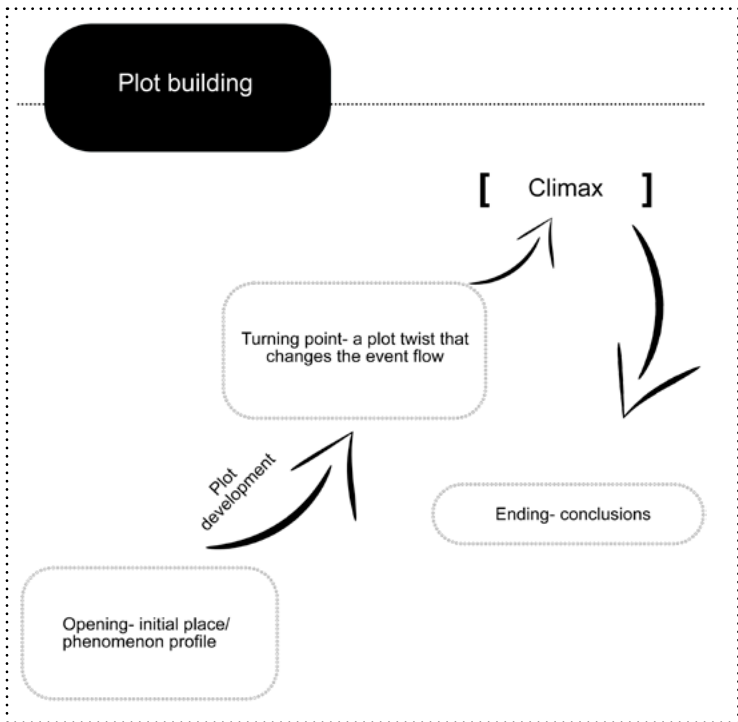 Plot building
[ Climax ]
Turning point- a plot twist that
changes the event flow
Plot
development
Ending- conclusions
Opening- initial place/
phenomenon profile